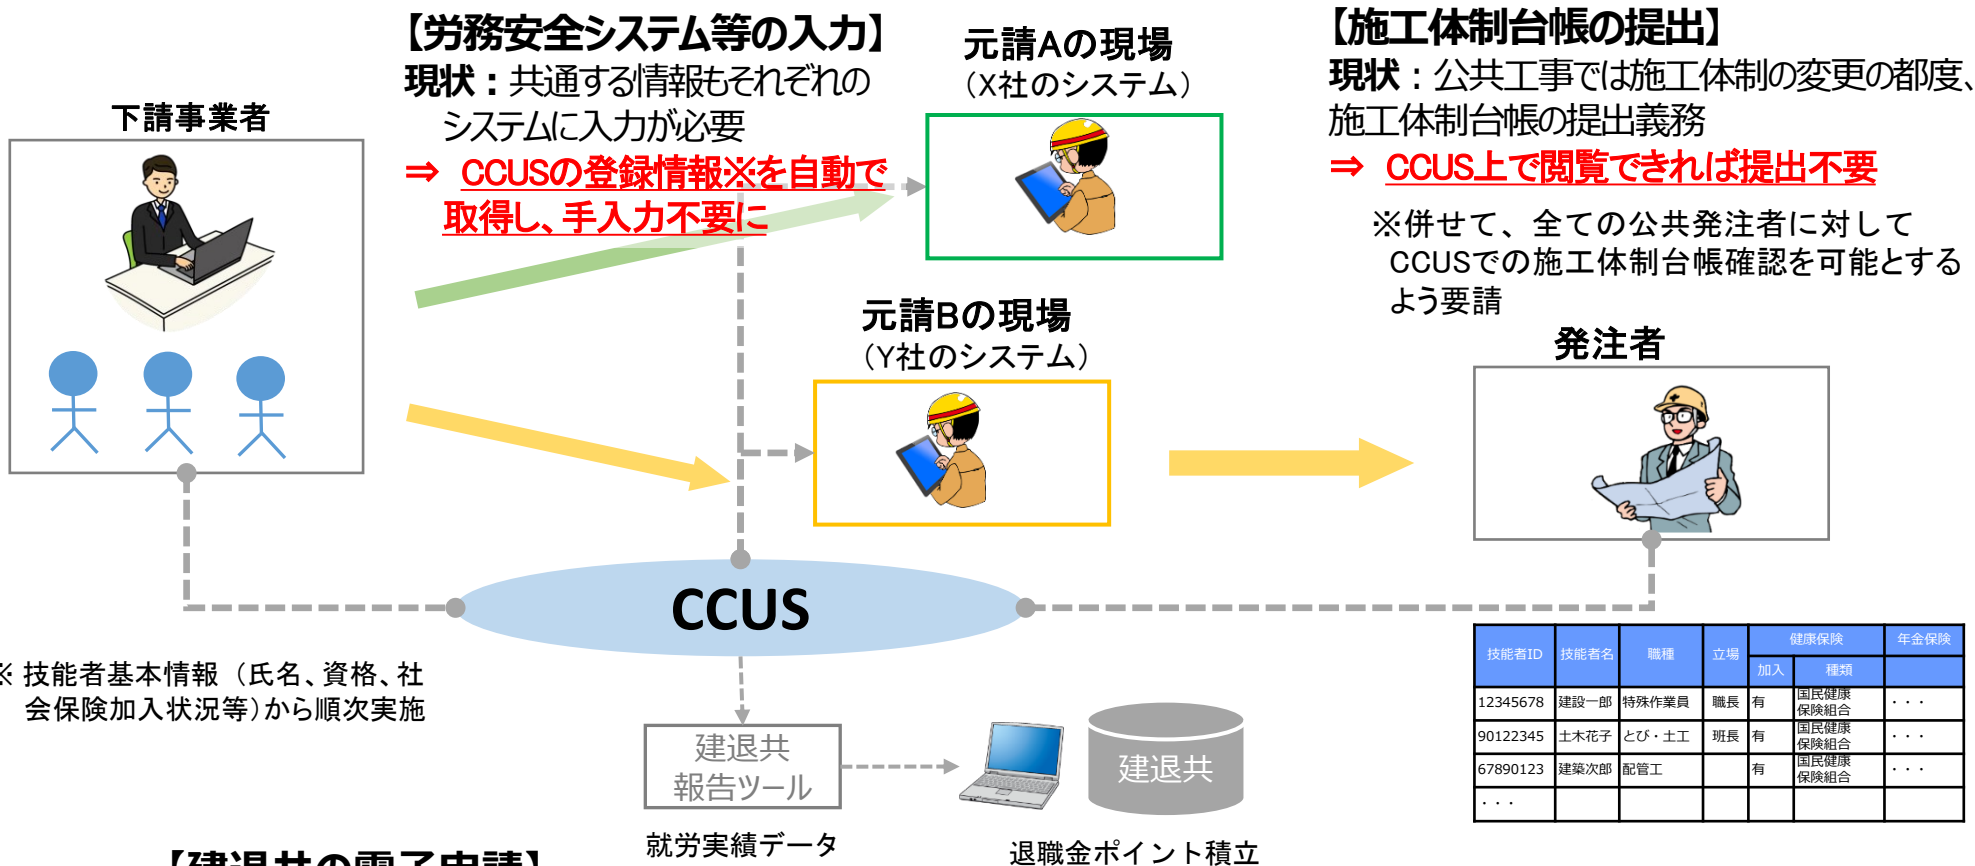 【労務安全システム等の入力】
現状：共通する情報もそれぞれの
システムに入力が必要
⇒ CCUSの登録情報※を自動で
取得し、手入力不要に
元請Aの現場
（X社のシステム）
【施工体制台帳の提出】
現状：公共工事では施工体制の変更の都度、
施工体制台帳の提出義務
⇒ CCUS上で閲覧できれば提出不要
※併せて、全ての公共発注者に対して
CCUSでの施工体制台帳確認を可能とする
よう要請
下請事業者
元請Bの現場
（Y社のシステム）
発注者
CCUS
※ 技能者基本情報（氏名、資格、社
会保険加入状況等）から順次実施
技能者ID 技能者名 職種 立場 健康保険 年金保険
加入 種類
12345678 建設一郎 特殊作業員 職長 有 国民健康
保険組合 ・・・
90122345 土木花子 とび・土工 班長 有 国民健康
保険組合 ・・・
67890123 建築次郎 配管工 有 国民健康
保険組合 ・・・
・・・
建退共
報告ツール
建退共
就労実績データ
退職金ポイント積立
【建退共の電子申請】